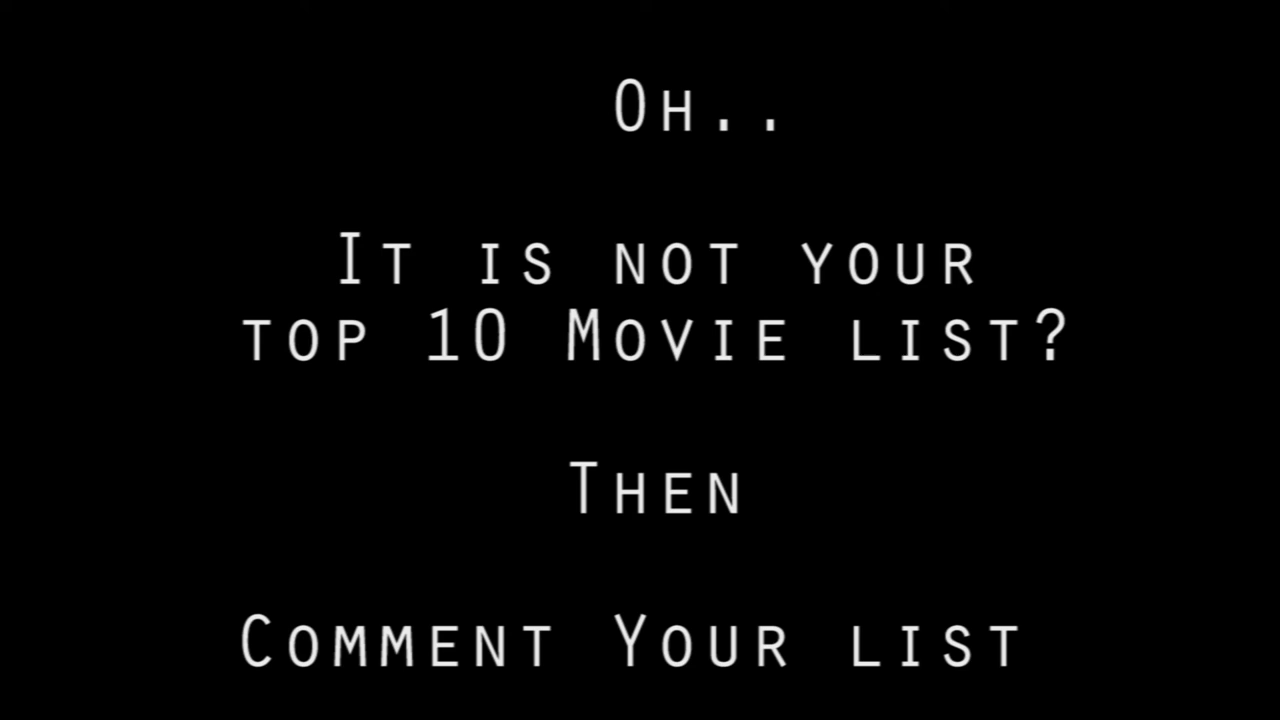 Oh..
It is not your
top 10 Movie list?
Then
Comment Your list